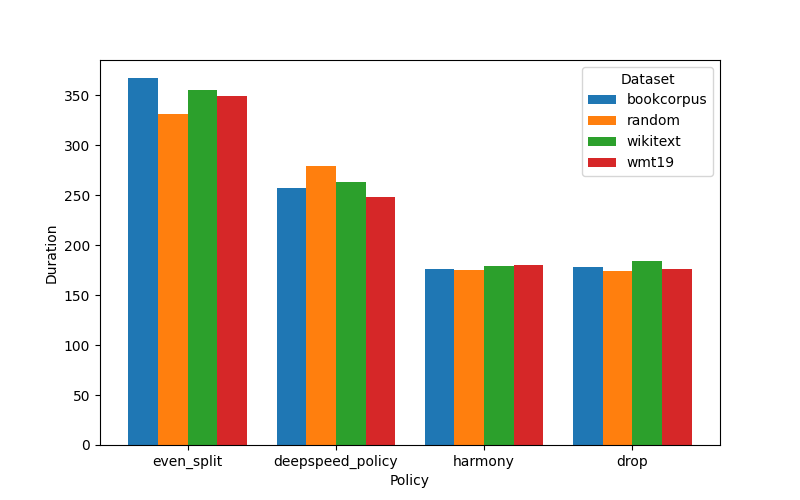 Dataset
bookcorpus
random
wikitext
wmt19
Duration
350
300
250
200
150
100
50
0
even_split
deepspeed_policy
harmony
drop
Policy